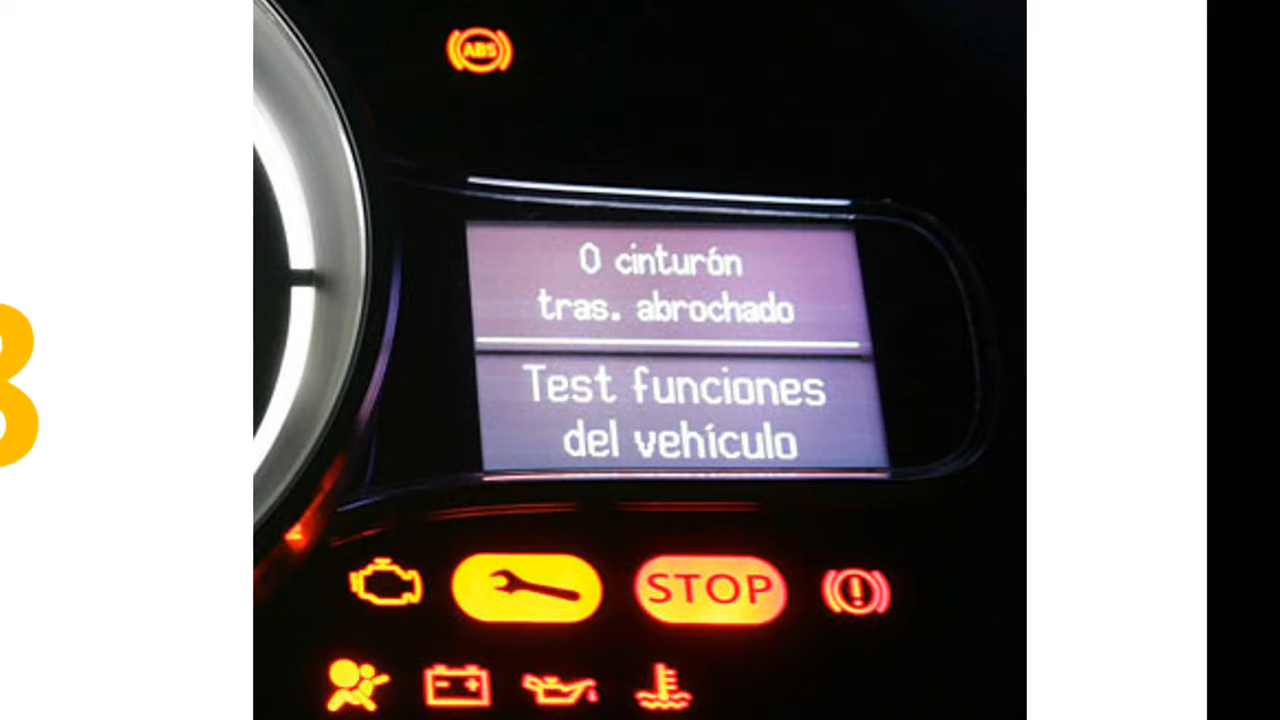 ABS
0 cinturón
tras. abrochado
Test funciones
del vehículo
STOP